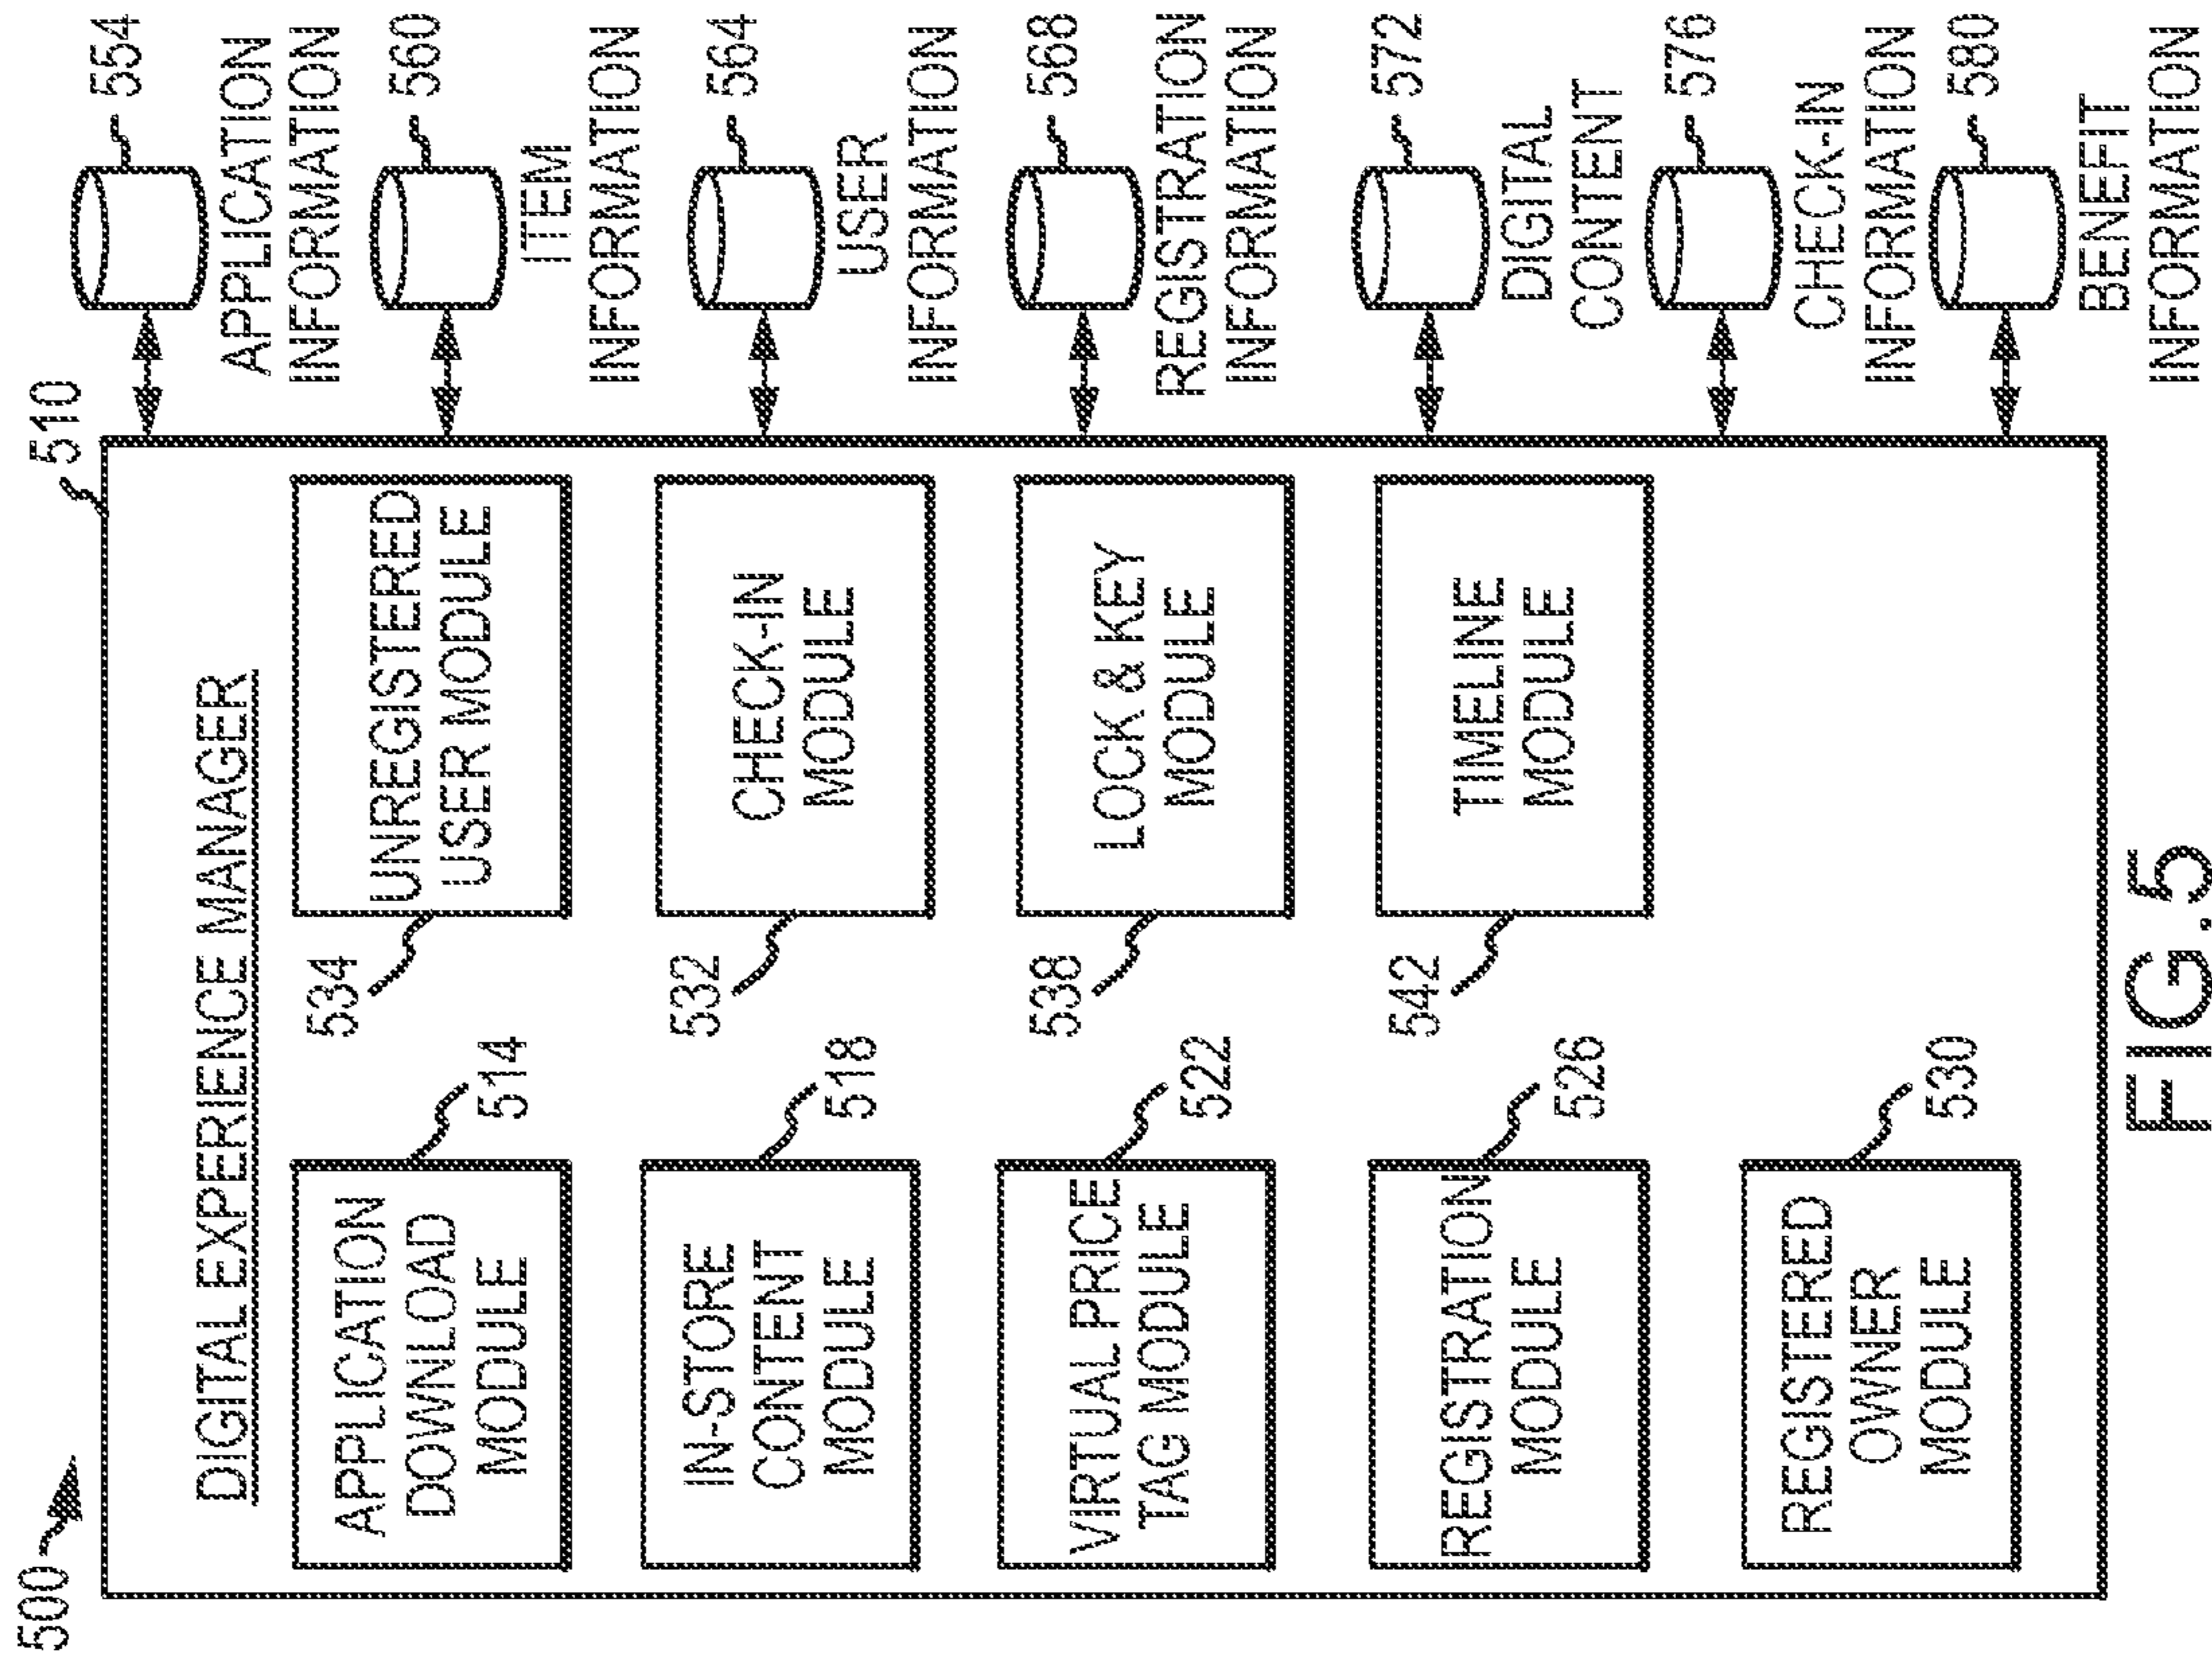 500
510
DIGITAL EXPERIENCE MANAGER
APPLICATION
DOWNLOAD
MODULE
514
IN-STORE
CONTENT
MODULE
518
VIRTUAL PRICE
TAG MODULE
522
REGISTRATION
MODULE
526
REGISTERED
OWNER
MODULE
530
534
UNREGISTERED
USER MODULE
532
CHECK-IN
MODULE
538
LOCK & KEY
MODULE
542
TIMELINE
MODULE
554
APPLICATION
INFORMATION
560
ITEM
INFORMATION
564
USER
INFORMATION
568
REGISTRATION
INFORMATION
572
DIGITAL
CONTENT
576
CHECK-IN
INFORMATION
580
BENEFIT
INFORMATION
FIG.5